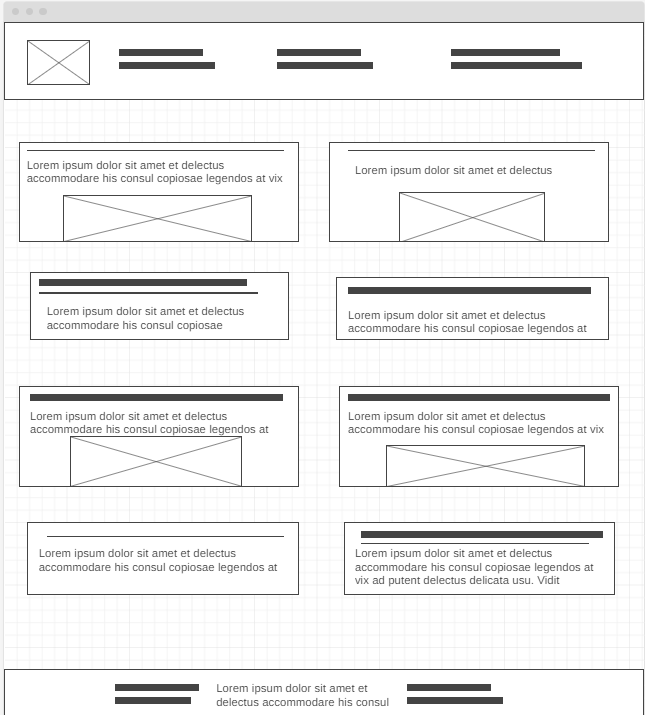 Lorem ipsum dolor sit amet et delectus
accommodare his consul copiosae legendos at vix
Lorem ipsum dolor sit amet et delectus
Lorem ipsum dolor sit amet et delectus
accommodare his consul copiosae
Lorem ipsum dolor sit amet et delectus
accommodare his consul copiosae legendos at
Lorem ipsum dolor sit amet et delectus
accommodare his consul copiosae legendos at
Lorem ipsum dolor sit amet et delectus
accommodare his consul copiosae legendos at vix
Lorem ipsum dolor sit amet et delectus
accommodare his consul copiosae legendos at
Lorem ipsum dolor sit amet et delectus
accommodare his consul copiosae legendos at
vix ad putent delectus delicata usu. Vidit
Lorem ipsum dolor sit amet et
delectus accommodare his consul